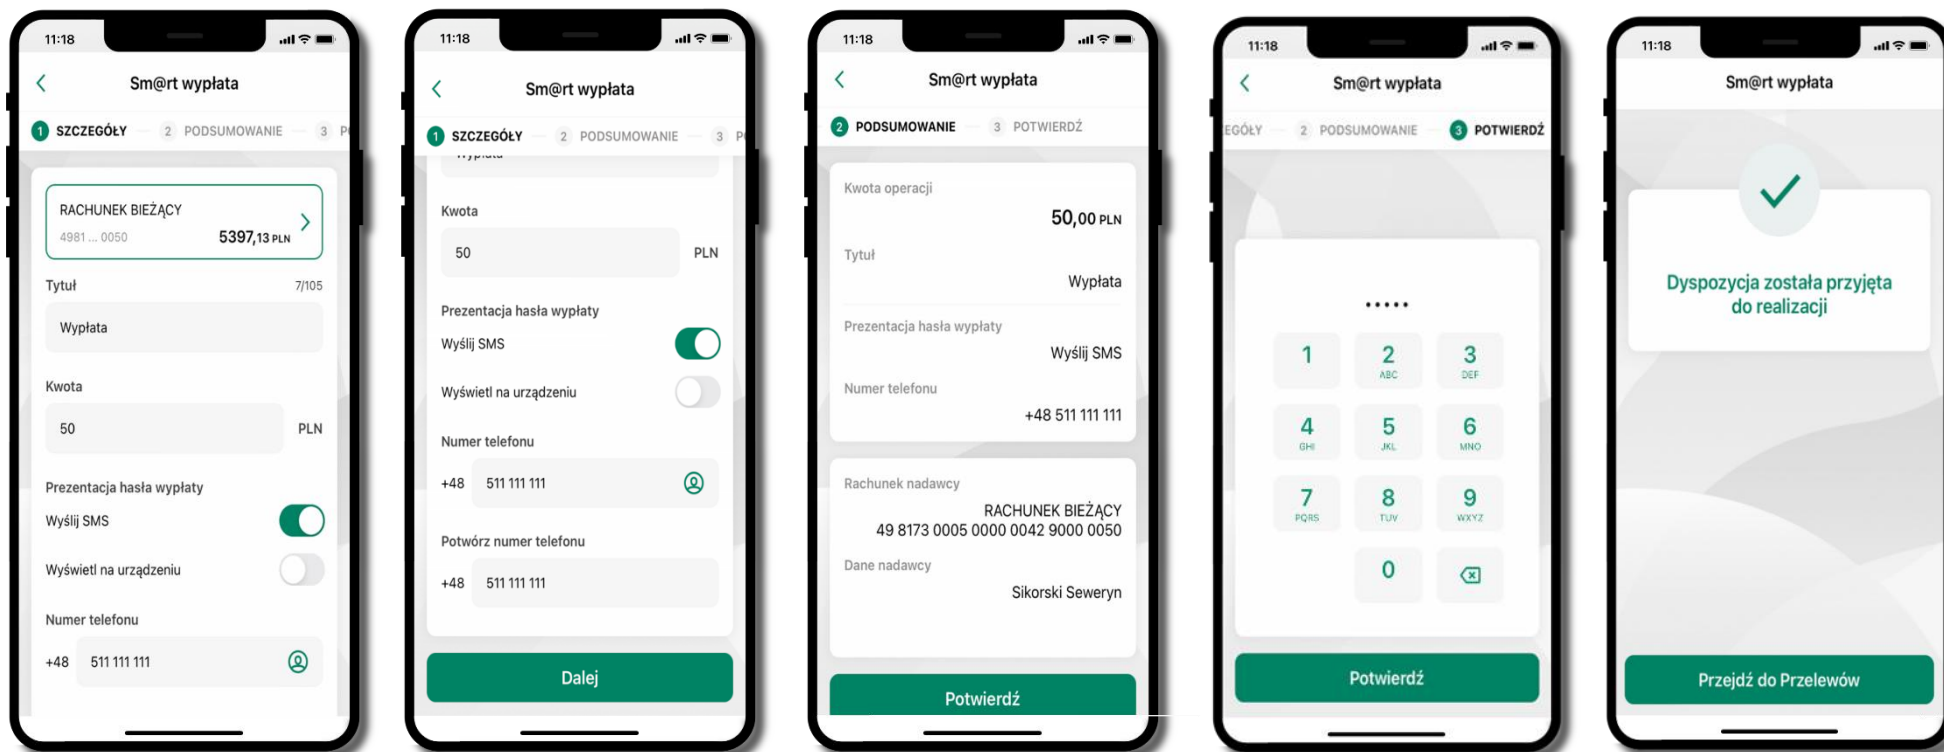 11:18
Sm@rt wypłata
1 SZCZEGÓŁY 2 PODSUMOWANIE 3
RACHUNEK BIEŻĄCY
4981 ... 0050 5397,13 PLN
Tytuł 7/105
Wypłata
Kwota
50 PLN
Prezentacja hasła wypłaty
Wyślij SMS
Wyświetl na urządzeniu
Numer telefonu
+48 511 111 111
11:18
Sm@rt wypłata
1 SZCZEGÓŁY 2 PODSUMOWANIE 3
Wypłata
Kwota
50 PLN
Prezentacja hasła wypłaty
Wyślij SMS
Wyświetl na urządzeniu
Numer telefonu
+48 511 111 111
Potwórz numer telefonu
+48 511 111 111
Dalej
11:18
Sm@rt wypłata
2 PODSUMOWANIE 3 POTWIERDŹ
Kwota operacji
50,00 PLN
Tytuł
Wypłata
Prezentacja hasła wypłaty
Wyślij SMS
Numer telefonu
+48 511 111 111
Rachunek nadawcy
RACHUNEK BIEŻĄCY
49 8173 0005 0000 0042 9000 0050
Dane nadawcy
Sikorski Seweryn
Potwierdź
11:18
Sm@rt wypłata
EGÓŁY 2 PODSUMOWANIE 3 POTWIERDŹ
•••••
1 2 3
ABC DEF
4 5 6
GHI JKL MNO
7 8 9
PQRS TUV WXYZ
0
Potwierdź
11:18
Sm@rt wypłata
Dyspozycja została przyjęta
do realizacji
Przejdź do Przelewów